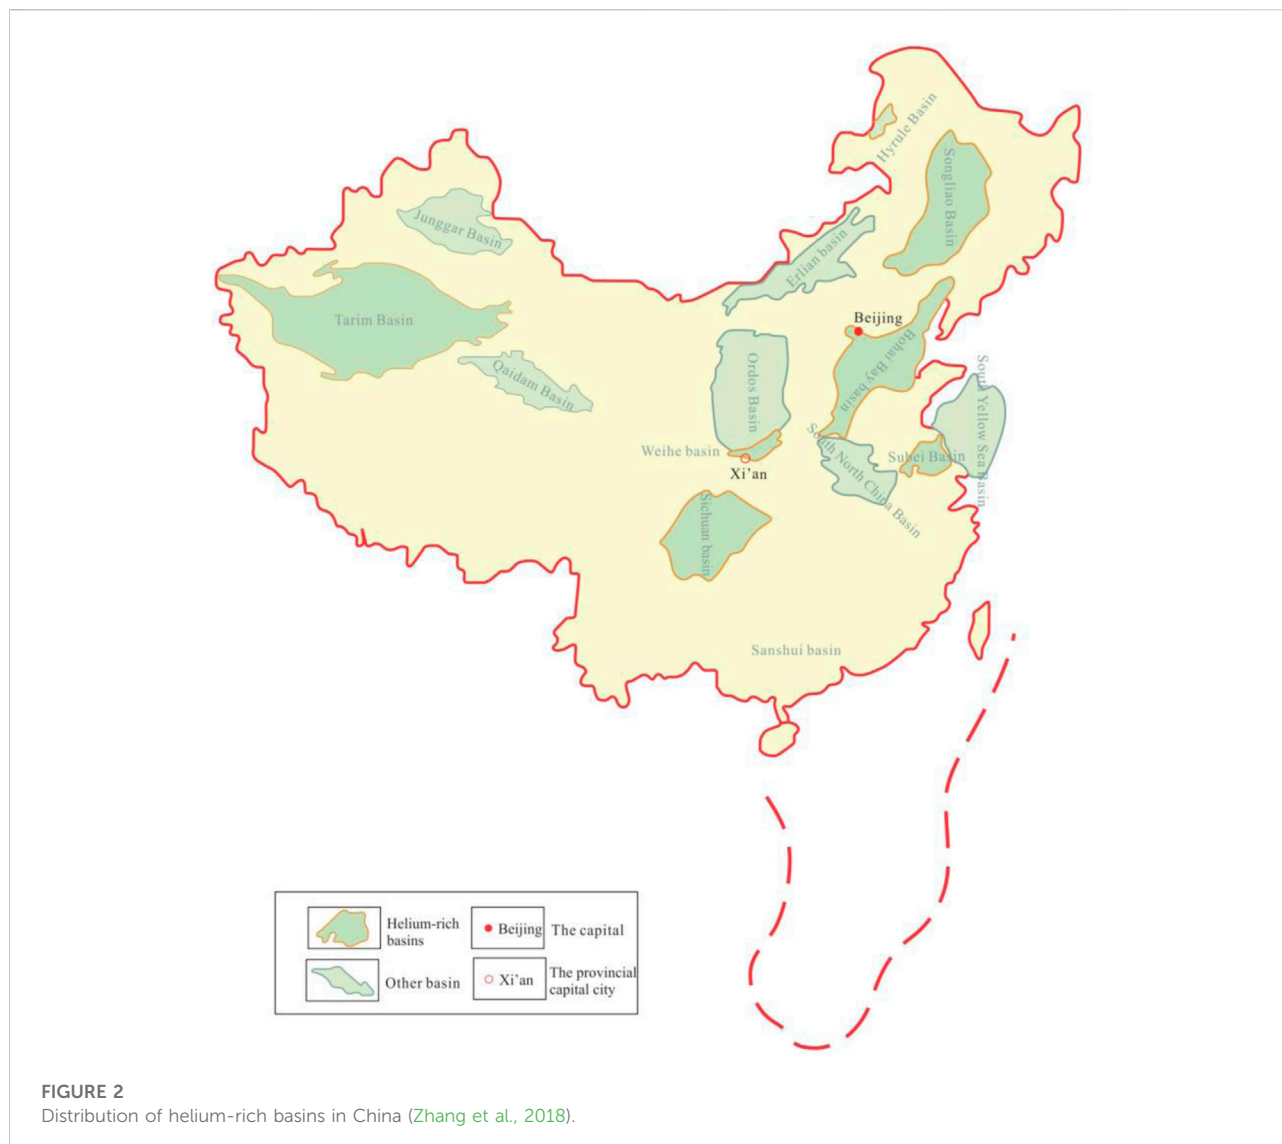 Hyrule Basin
Songliao Basin
Junggar Basin
Erlian basin
Tarim Basin
Beijing
Bohai Bay basin
Qaidam Basin
Ordos Basin
South Yellow Sea Basin
Weihe basin
Xi’an
South North China Basin
Subei Basin
Sichuan basin
Sanshui basin
Helium-rich
basins
Beijing
The capital
Other basin
Xi’an
The provincial
capital city
FIGURE 2
Distribution of helium-rich basins in China (Zhang et al., 2018).